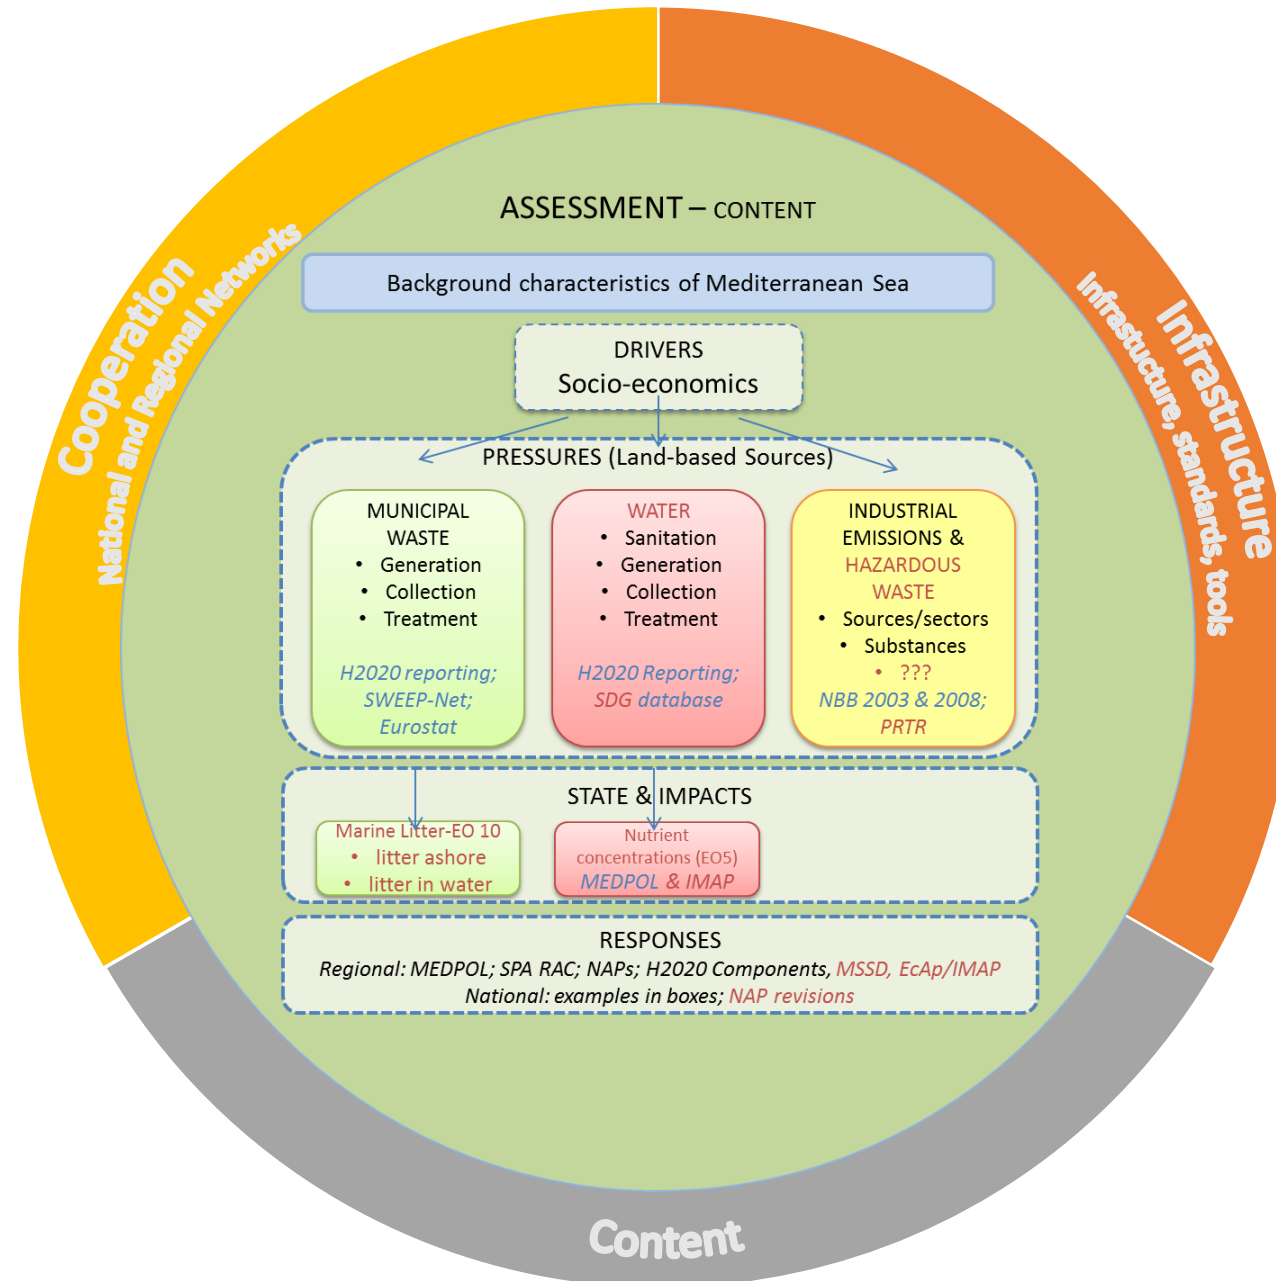 ASSESSMENT – CONTENT
Background characteristics of Mediterranean Sea
DRIVERS
Socio-economics
PRESSURES (Land-based Sources)
MUNICIPAL
WASTE
• Generation
• Collection
• Treatment
H2020 reporting;
SWEEP-Net;
Eurostat
WATER
• Sanitation
• Generation
• Collection
• Treatment
H2020 Reporting;
SDG database
INDUSTRIAL
EMISSIONS &
HAZARDOUS
WASTE
• Sources/sectors
• Substances
• ???
NBB 2003 & 2008;
PRTR
STATE & IMPACTS
Marine Litter-EO 10
• litter ashore
• litter in water
Nutrient
concentrations (EO5)
MEDPOL & IMAP
RESPONSES
Regional: MEDPOL; SPA RAC; NAPs; H2020 Components, MSSD, EcAp/IMAP
National: examples in boxes; NAP revisions
Cooperation
National and Regional Networks
Infrastructure
Infrastucture, standards, tools
Content